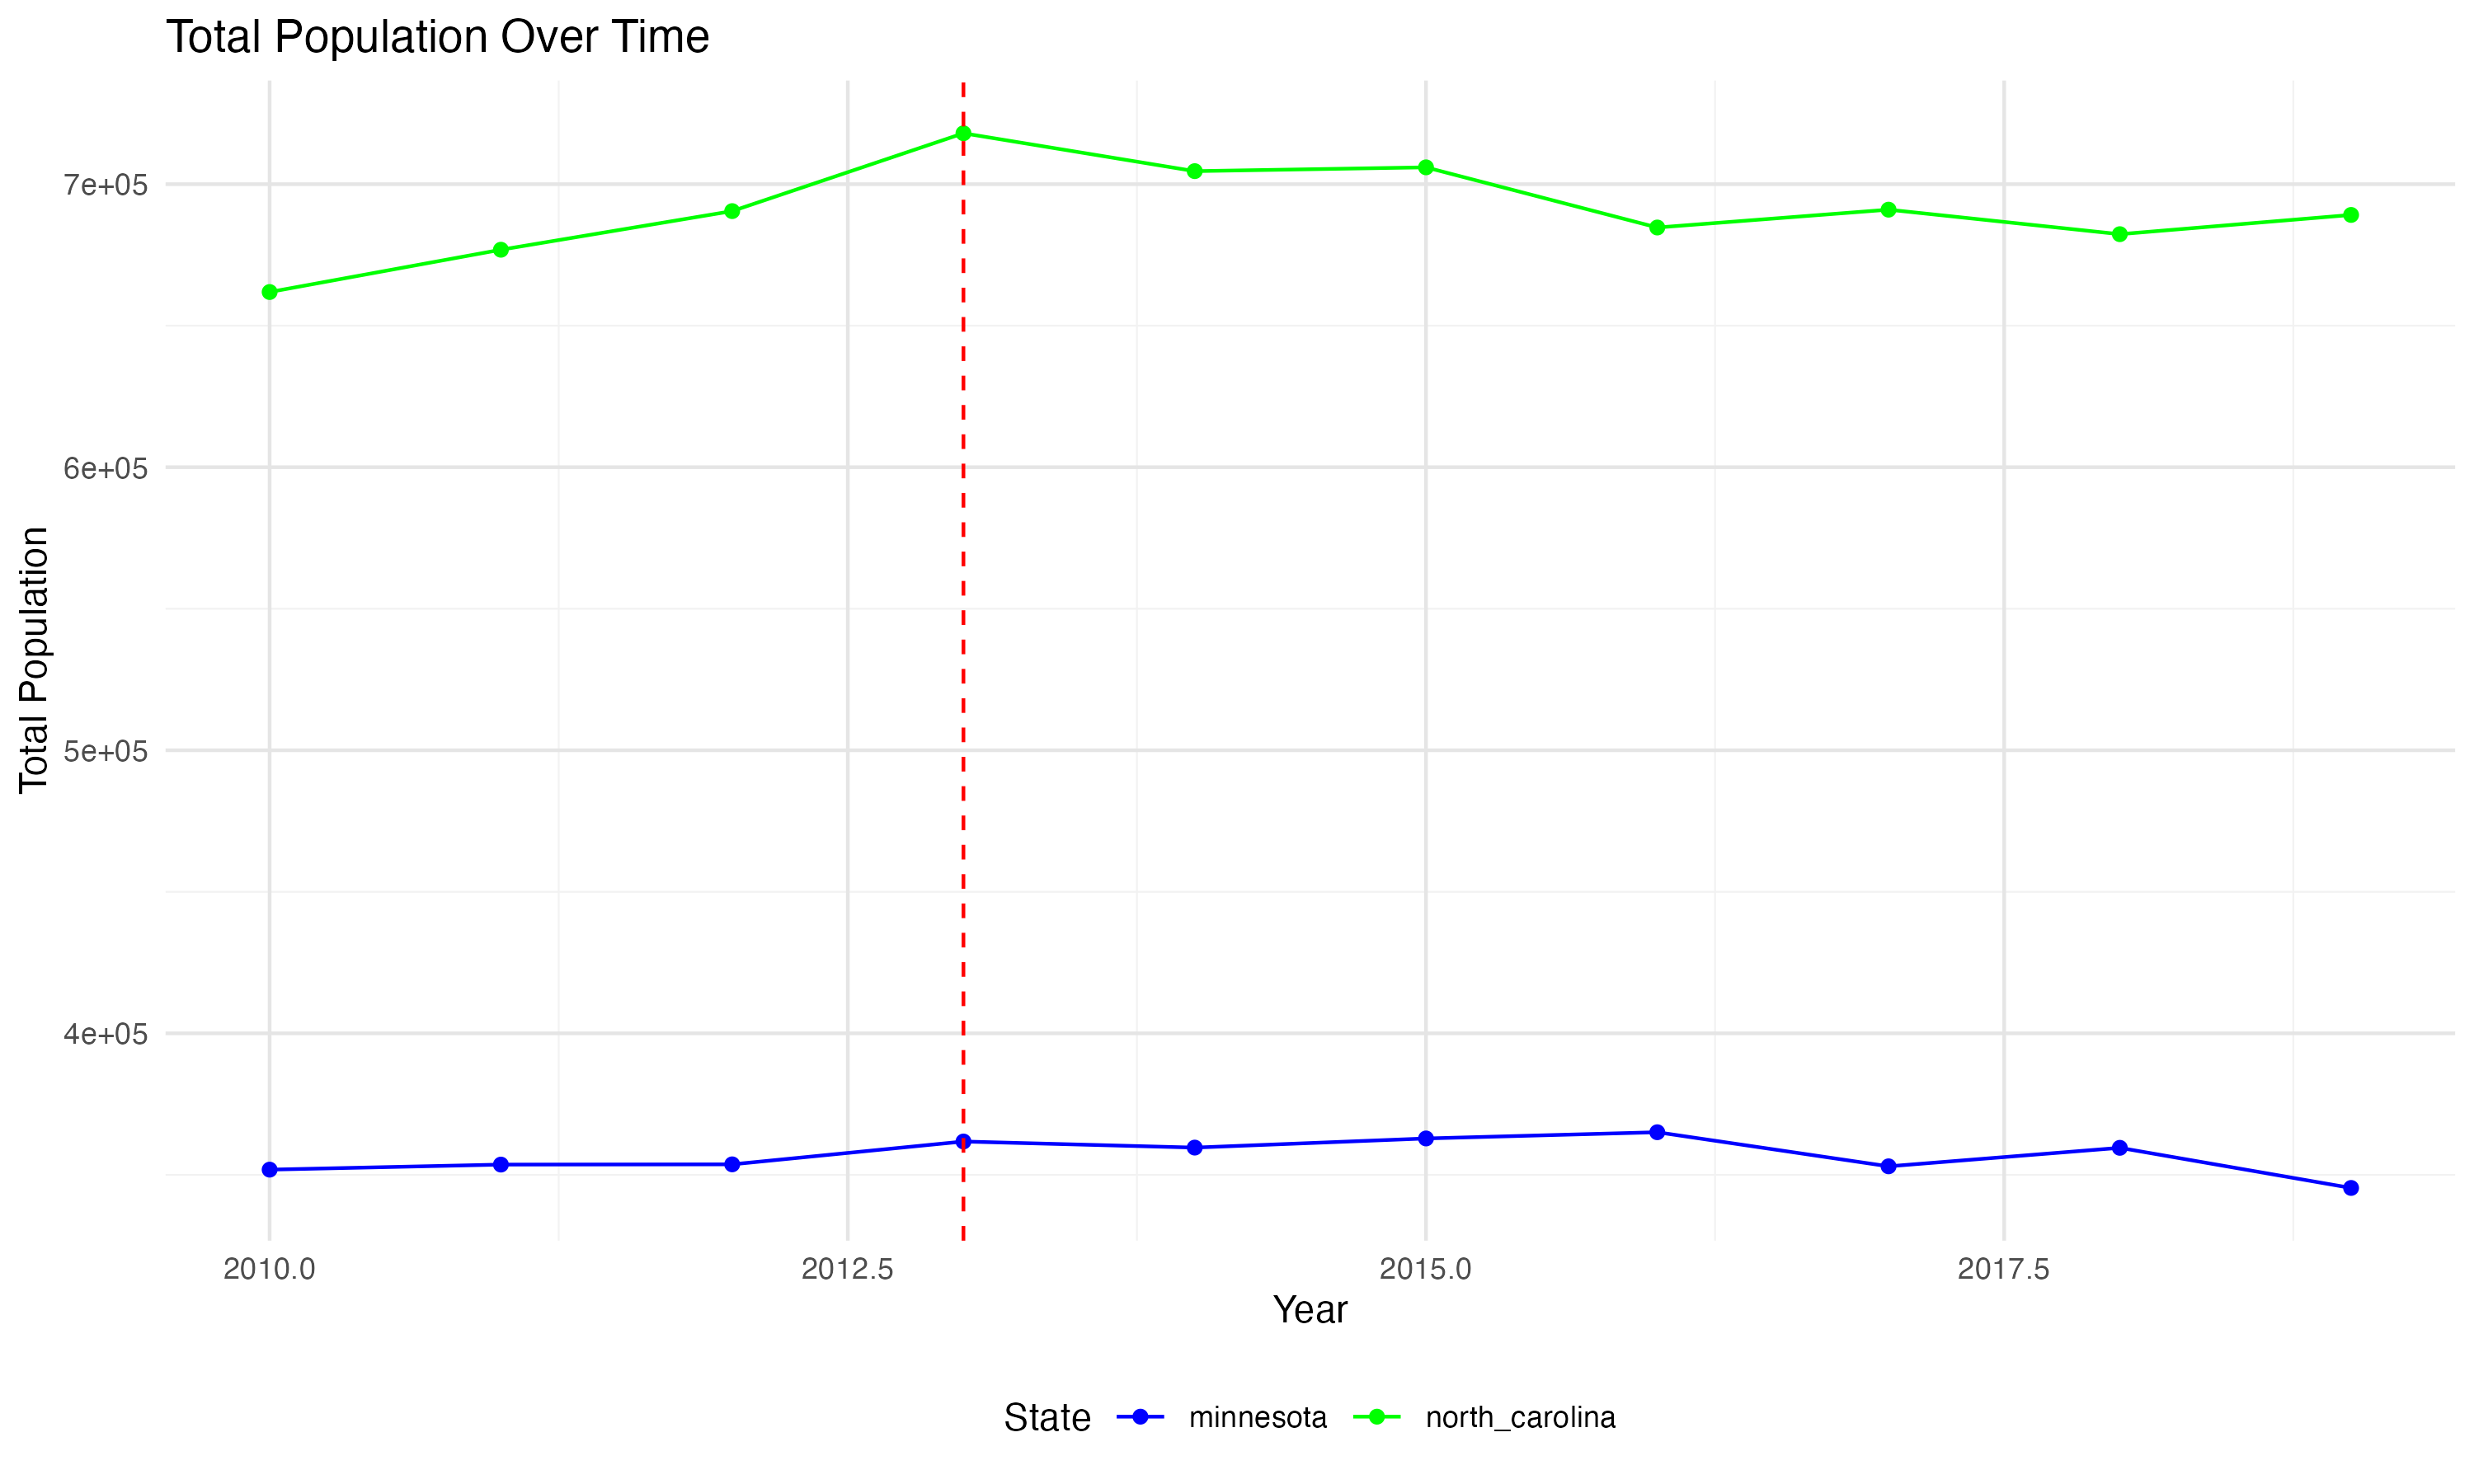 Total Population Over Time
7e+05
6e+05
5e+05
4e+05
Total Population
2010.0 2012.5 2015.0 2017.5
Year
State minnesota north_carolina